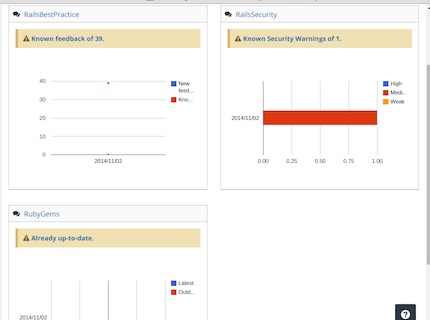 RailsBestPractice
Known feedback of 39.
40
30
20
10
0
2014/11/02
New
feed...
Kno...
RailsSecurity
Known Security Warnings of 1.
2014/11/02
0.00 0.25 0.50 0.75 1.00
High
Medi...
Weak
RubyGems
Already up-to-date.
2014/11/02
Latest
Outd...
?